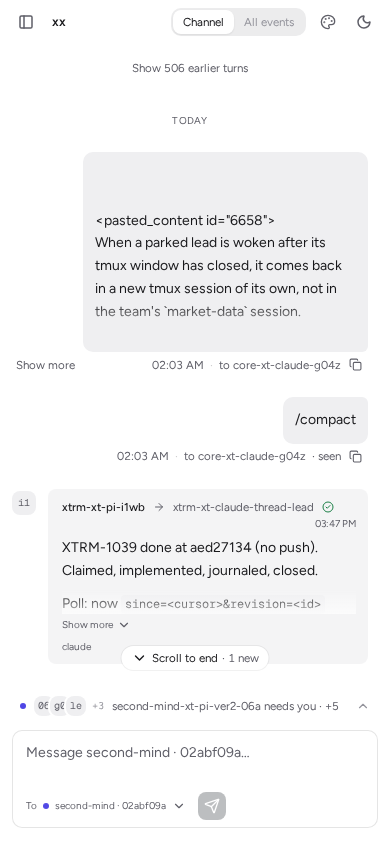 xx
Channel
All events
Show 506 earlier turns
TODAY
<pasted_content id="6658">
When a parked lead is woken after its
tmux window has closed, it comes back
in a new tmux session of its own, not in
the team's `market-data` session.
Show more
02:03 AM · to core-xt-claude-g04z
/compact
02:03 AM · to core-xt-claude-g04z · seen
i1
xtrm-xt-pi-i1wb → xtrm-xt-claude-thread-lead
03:47 PM
XTRM-1039 done at aed27134 (no push).
Claimed, implemented, journaled, closed.
Poll: now since=<cursor>&revision=<id>
Show more
claude
Scroll to end · 1 new
06 g0 1e +3 second-mind-xt-pi-ver2-06a needs you · +5
Message second-mind · 02abf09a…
To second-mind · 02abf09a